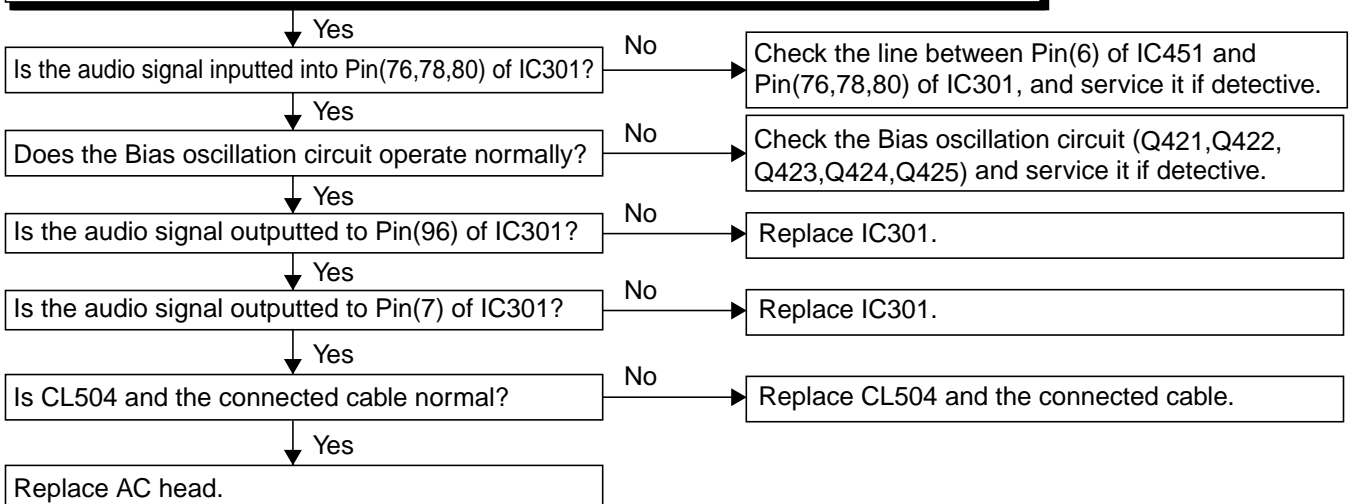 Yes
Is the audio signal inputted into Pin(76,78,80) of IC301?
No
Check the line between Pin(6) of IC451 and
Pin(76,78,80) of IC301, and service it if detective.
Yes
Does the Bias oscillation circuit operate normally?
No
Check the Bias oscillation circuit (Q421,Q422,
Q423,Q424,Q425) and service it if detective.
Yes
Is the audio signal outputted to Pin(96) of IC301?
No
Replace IC301.
Yes
Is the audio signal outputted to Pin(7) of IC301?
No
Replace IC301.
Yes
Is CL504 and the connected cable normal?
No
Replace CL504 and the connected cable.
Yes
Replace AC head.